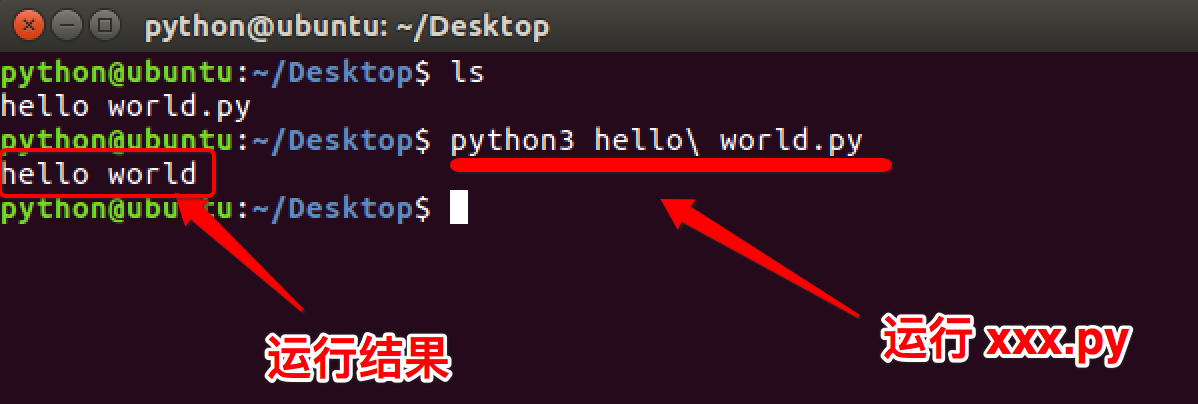 python@ubuntu: ~/Desktop
python@ubuntu:~/Desktop$ ls
hello world.py
python@ubuntu:~/Desktop$ python3 hello\ world.py
hello world
python@ubuntu:~/Desktop$
运行结果
运行 xxx.py